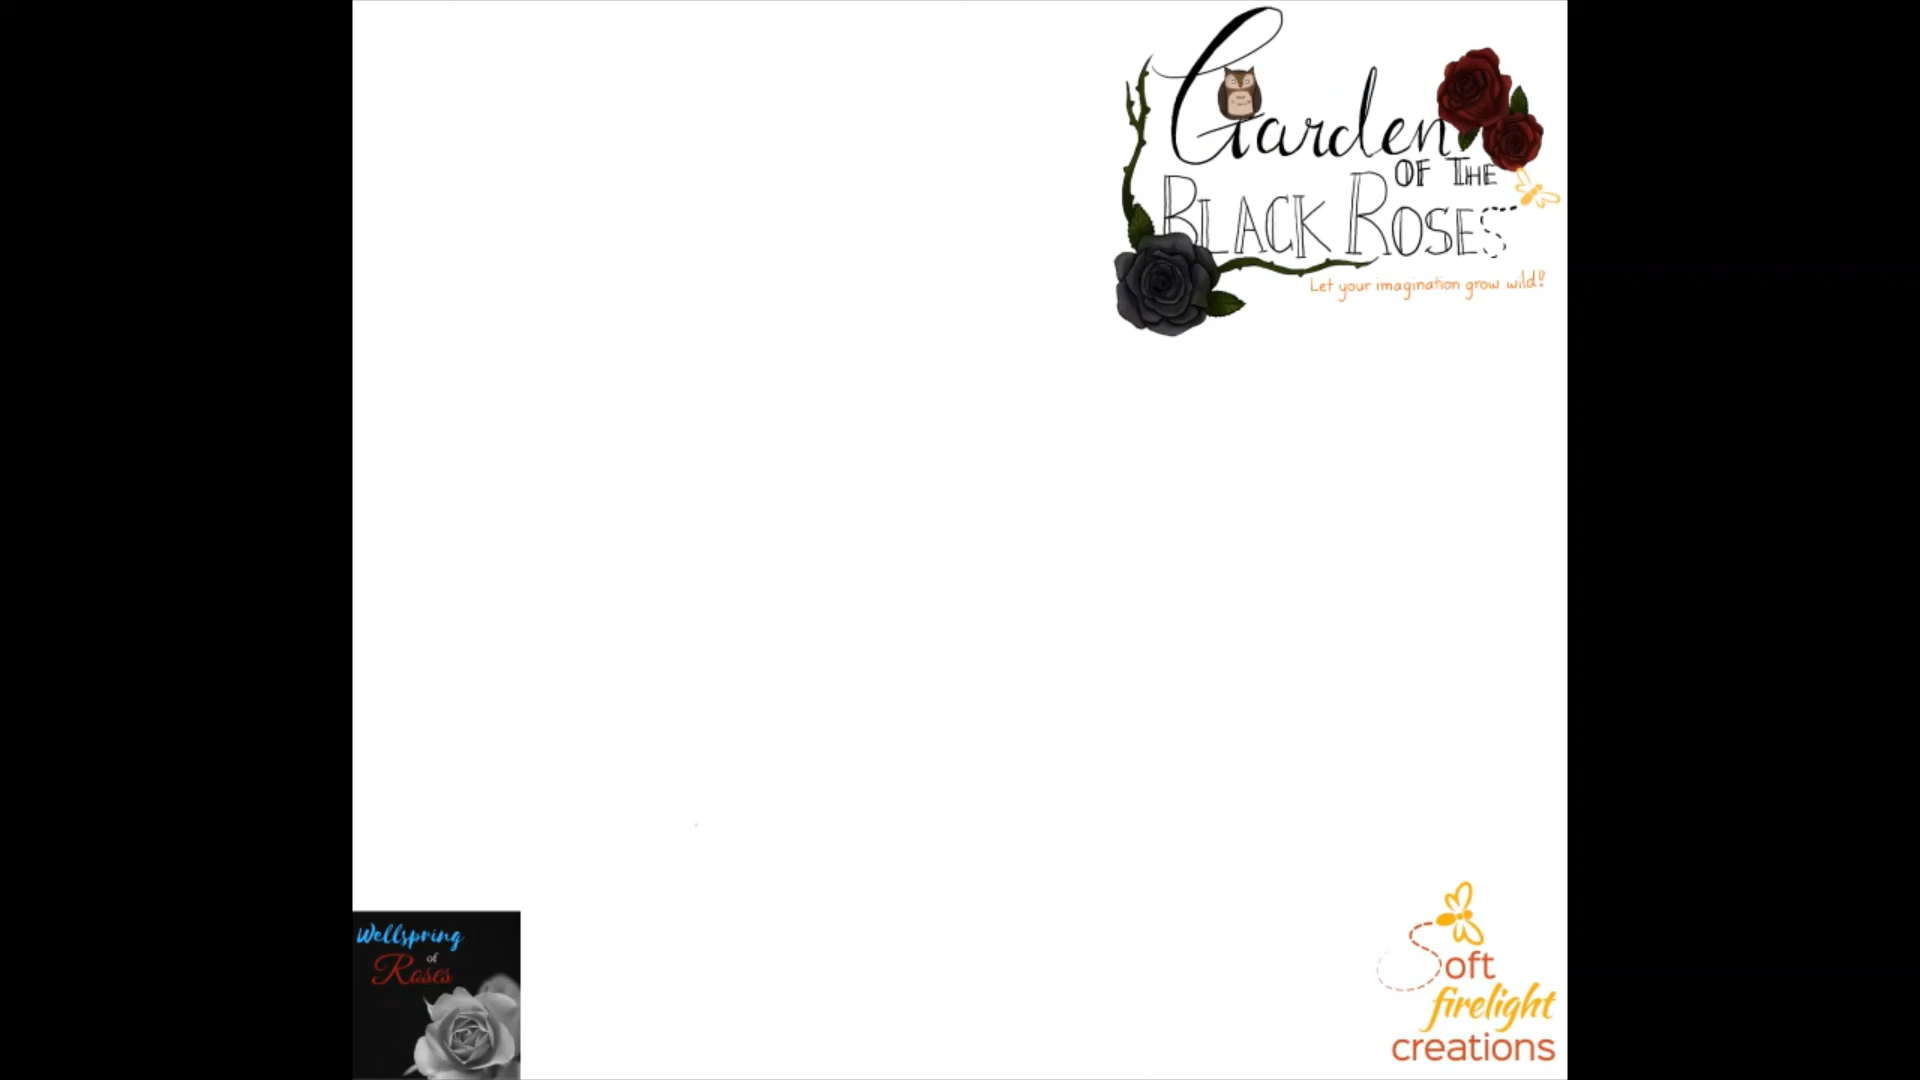 Garden
OF THE
BLACK ROSES
Let your imagination grow wild!
Wellspring
of
Roses
Soft
firelight
creations